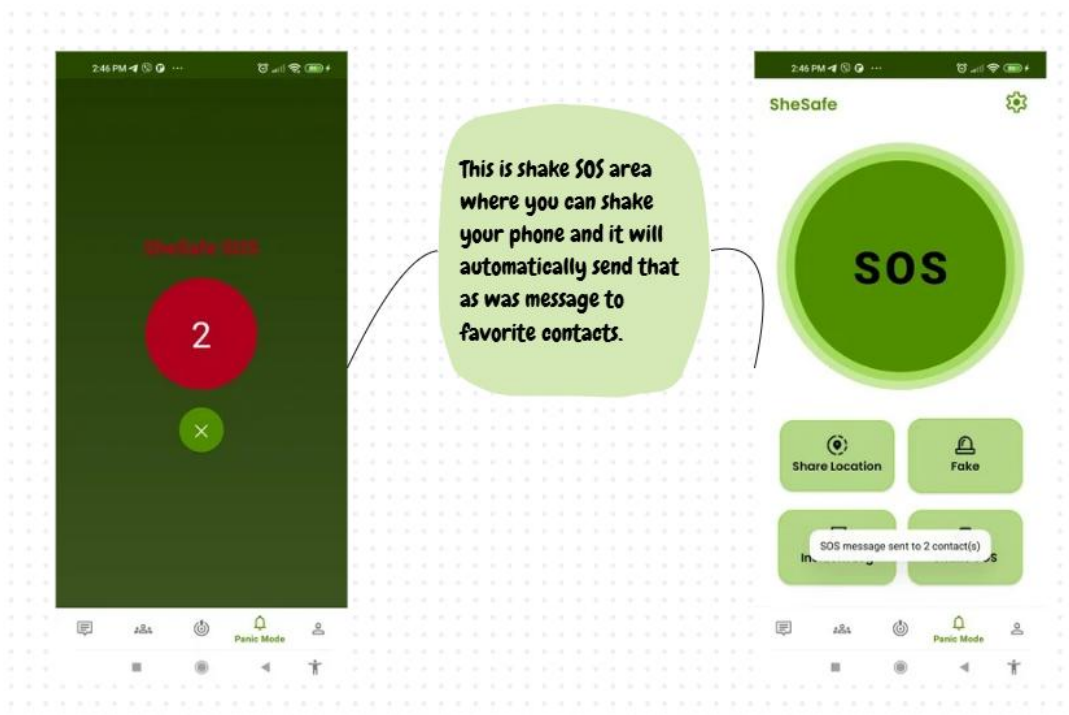 2:46 PM
SheSafe SOS
2
Panic Mode
This is shake SOS area
where you can shake
your phone and it will
automatically send that
as was message to
favorite contacts.
2:46 PM
SheSafe
SOS
Share Location
Fake
SOS message sent to 2 contact(s)
Panic Mode